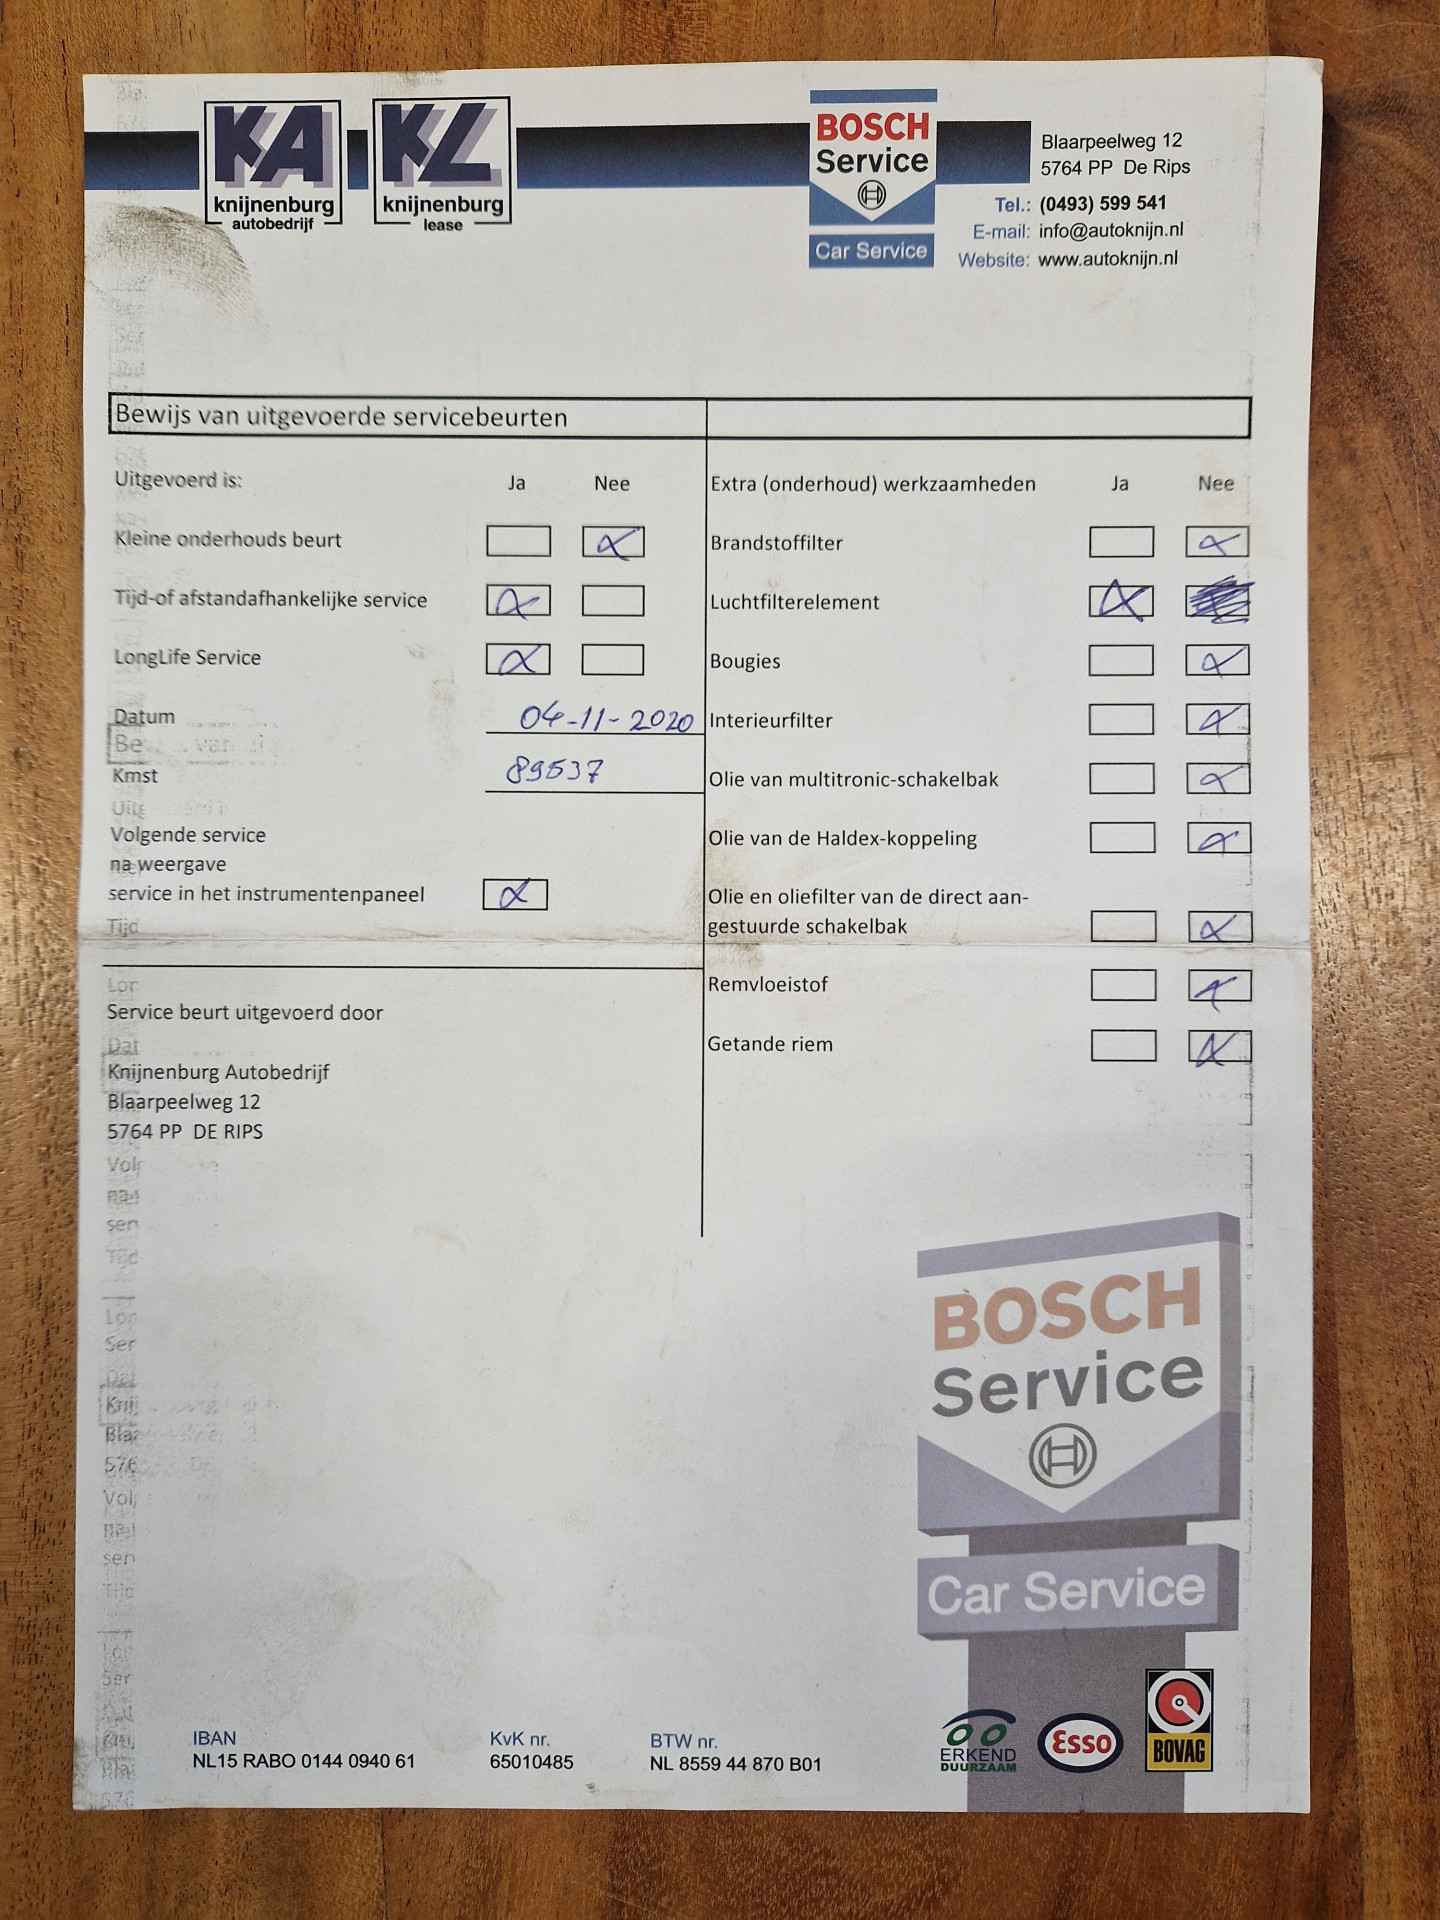 KA
knijnenburg
autobedrijf
KL
knijnenburg
lease
BOSCH
Service
Car Service
Blaarpeelweg 12
5764 PP De Rips
Tel.: (0493) 599 541
E-mail: info@autoknijn.nl
Website: www.autoknijn.nl
Bewijs van uitgevoerde servicebeurten
Uitgevoerd is: Ja Nee
Kleine onderhouds beurt
Tijd-of afstandafhankelijke service
LongLife Service
Datum 04-11-2020
Kmst 89537
Volgende service
na weergave
service in het instrumentenpaneel
Service beurt uitgevoerd door
Knijnenburg Autobedrijf
Blaarpeelweg 12
5764 PP DE RIPS
Extra (onderhoud) werkzaamheden Ja Nee
Brandstoffilter
Luchtfilterelement
Bougies
Interieurfilter
Olie van multitronic-schakelbak
Olie van de Haldex-koppeling
Olie en oliefilter van de direct aan-
gestuurde schakelbak
Remvloeistof
Getande riem
BOSCH
Service
Car Service
IBAN
NL15 RABO 0144 0940 61
KvK nr.
65010485
BTW nr.
NL 8559 44 870 B01
ERKEND
DUURZAAM
Esso
BOVAG